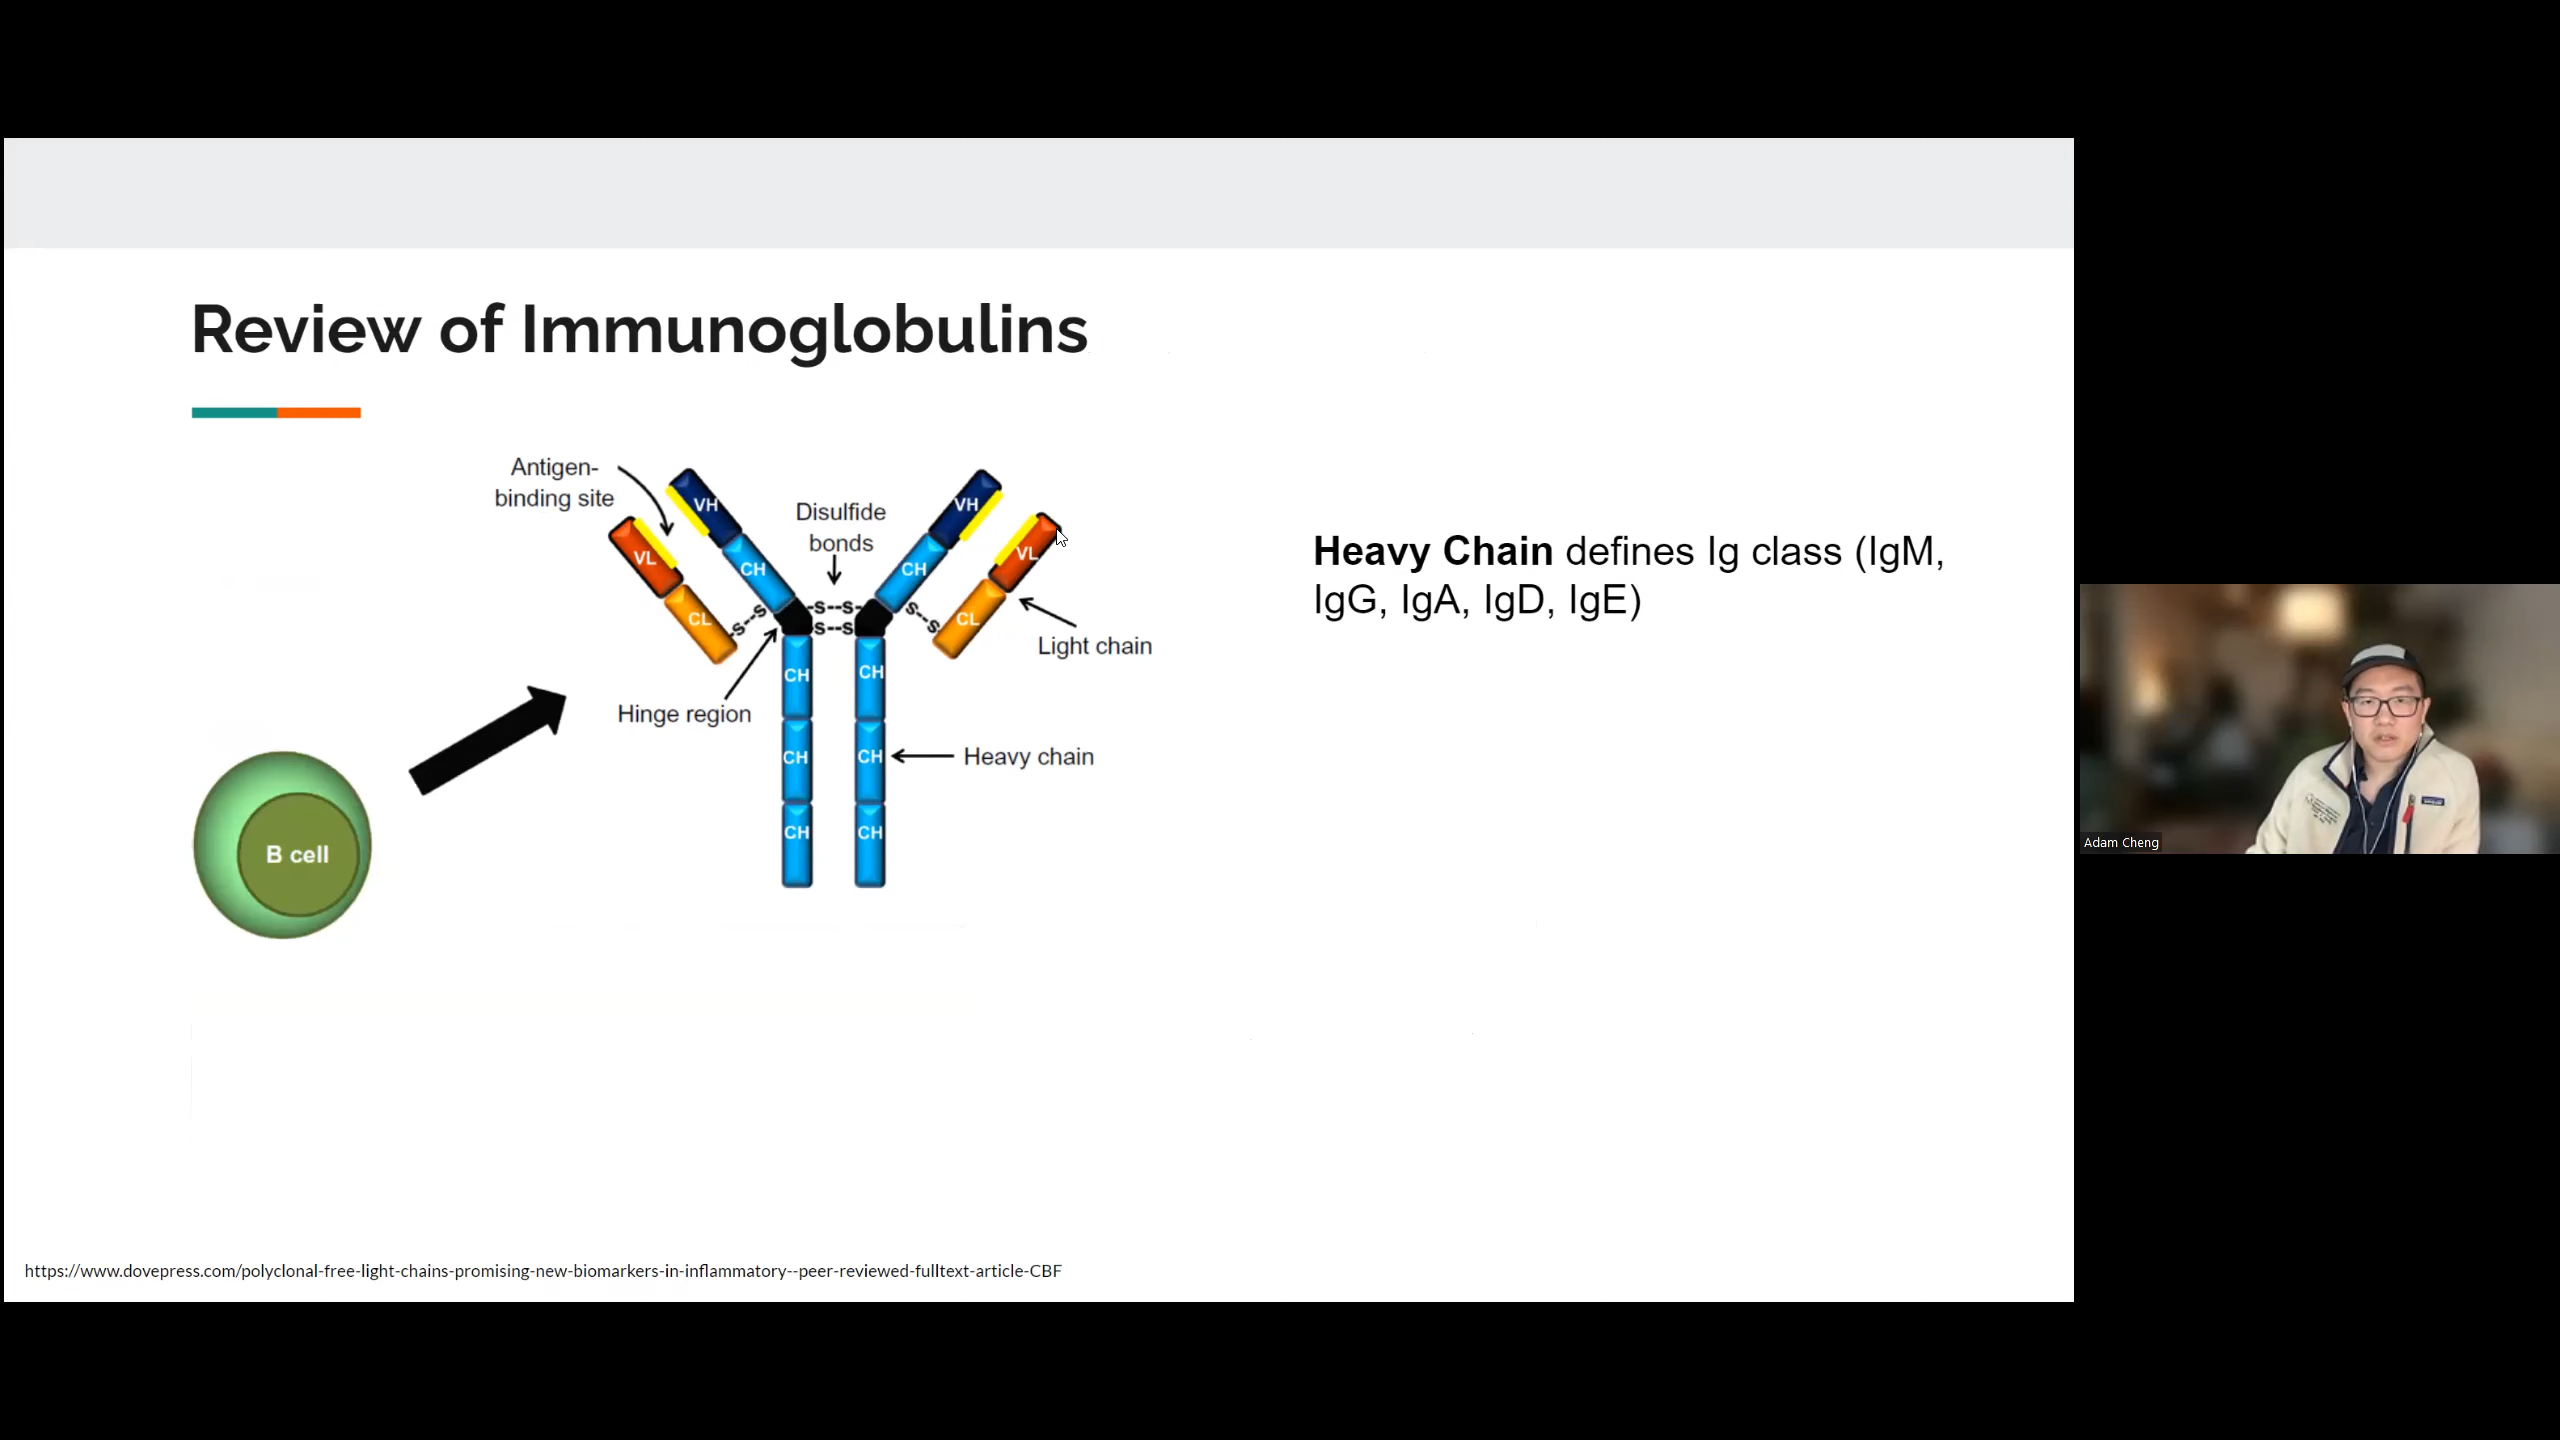 Review of Immunoglobulins
Antigen-
binding site
VH
VL
CH
CL
S--S
Disulfide
bonds
S--S
S--S
VH
VL
CH
CL
S--S
Light chain
Hinge region
CH
CH
CH
CH
CH
CH
Heavy chain
B cell
Heavy Chain defines Ig class (IgM,
IgG, IgA, IgD, IgE)
https://www.dovepress.com/polyclonal-free-light-chains-promising-new-biomarkers-in-inflammatory--peer-reviewed-fulltext-article-CBF
Adam Cheng